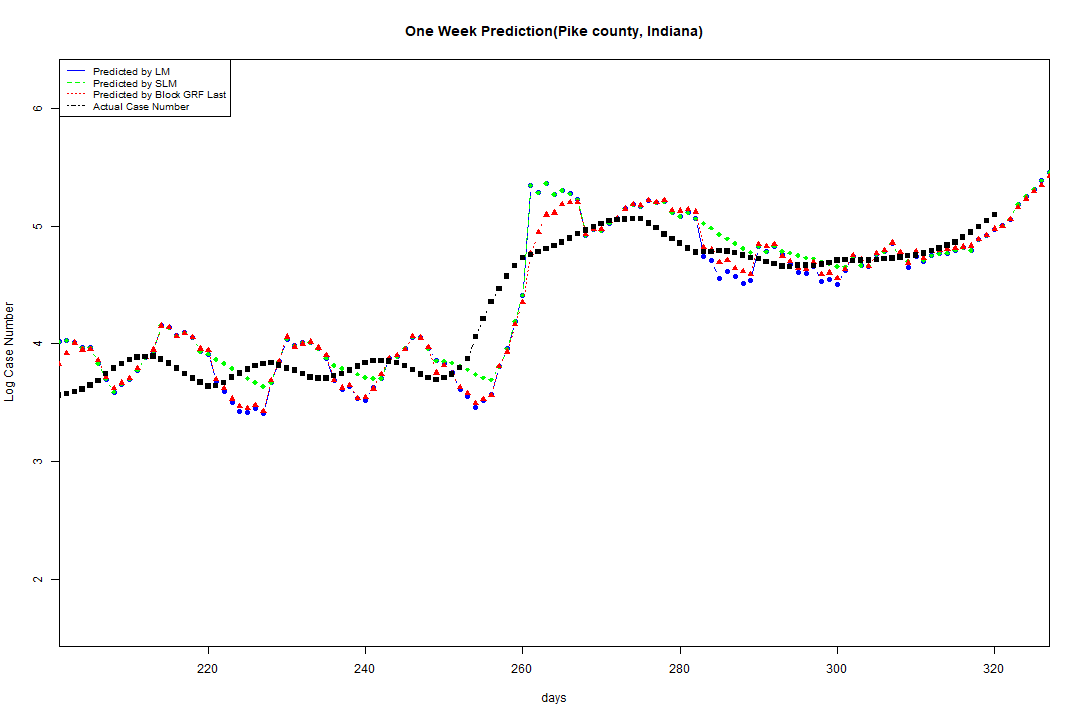 One Week Prediction(Pike county, Indiana)
Predicted by LM
Predicted by SLM
Predicted by Block GRF Last
Actual Case Number
6
5
4
3
2
Log Case Number
220
240
260
280
300
320
days